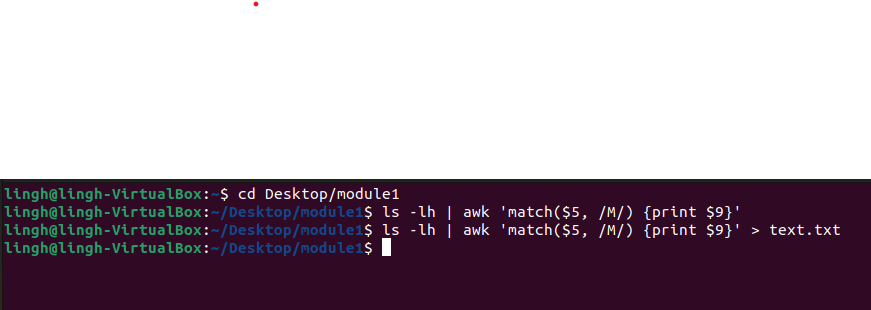 lingh@lingh-VirtualBox:~$ cd Desktop/module1
lingh@lingh-VirtualBox:~/Desktop/module1$ ls -lh | awk 'match($5, /M/) {print $9}'
lingh@lingh-VirtualBox:~/Desktop/module1$ ls -lh | awk 'match($5, /M/) {print $9}' > text.txt
lingh@lingh-VirtualBox:~/Desktop/module1$